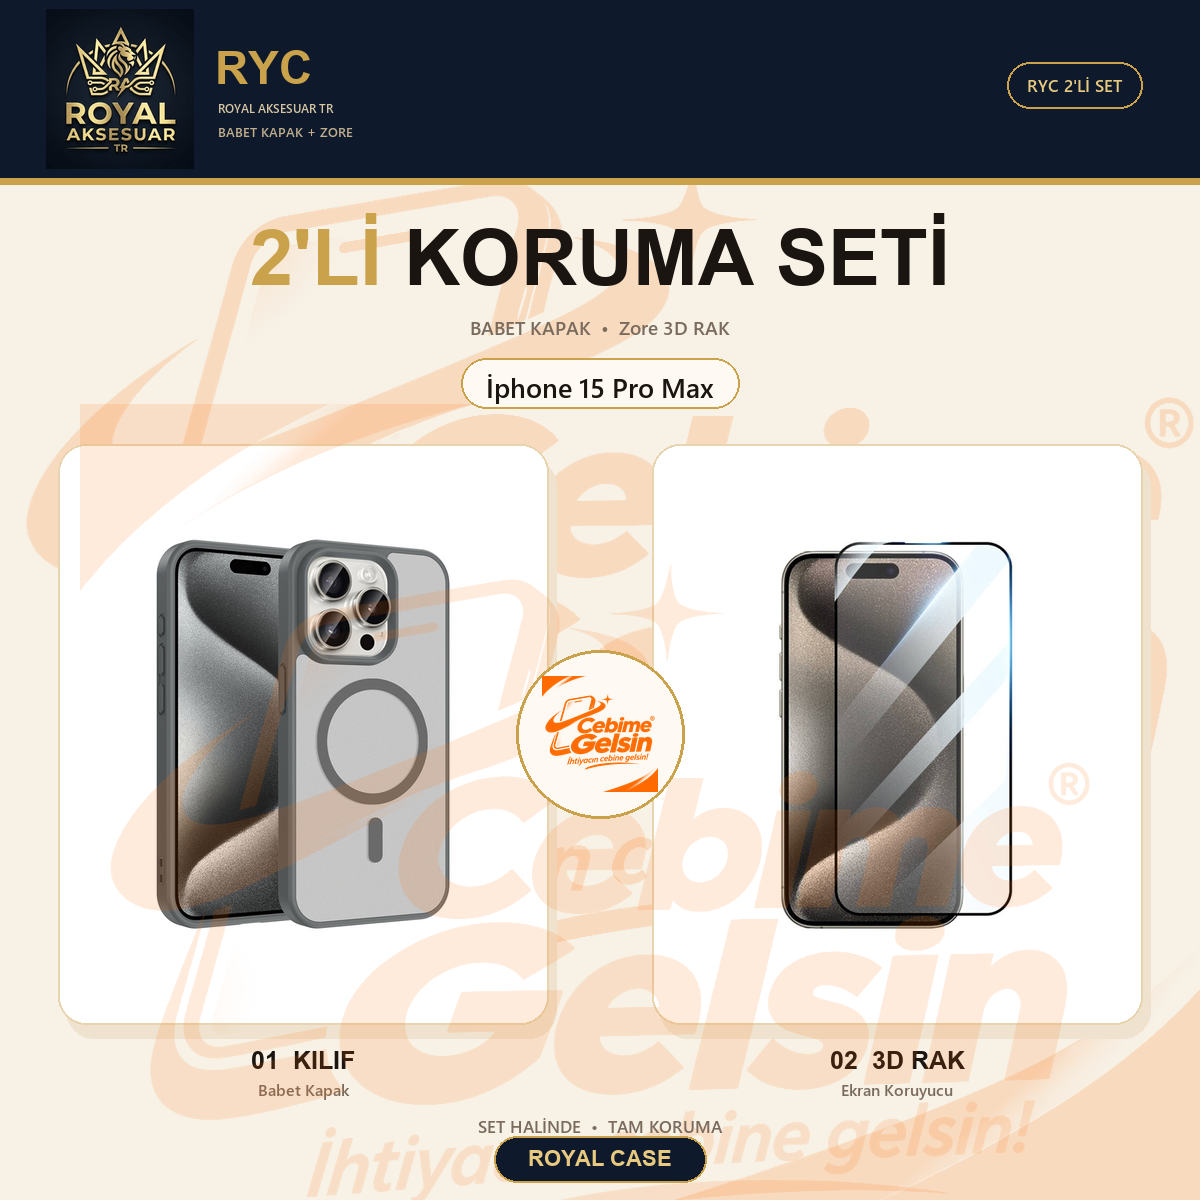 ROYAL
AKSESUAR
TR
RYC
ROYAL AKSESUAR TR
BABET KAPAK + ZORE
RYC 2'Lİ SET
2'Lİ KORUMA SETİ
BABET KAPAK • Zore 3D RAK
İphone 15 Pro Max
®
Cebime®
Gelsin
İhtiyacın cebine gelsin!
Cebime®
Gelsin
01 KILIF
Babet Kapak
02 3D RAK
Ekran Koruyucu
SET HALİNDE • TAM KORUMA
ROYAL CASE